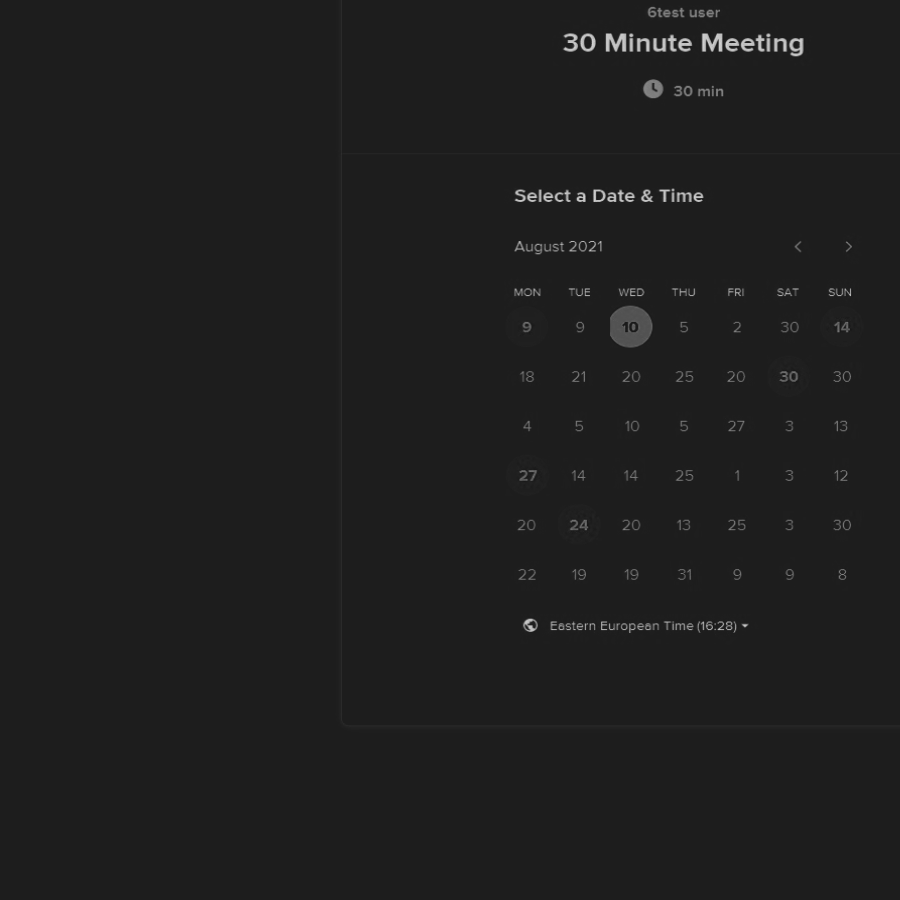 6test user
30 Minute Meeting
30 min
Select a Date & Time
August 2021
MON TUE WED THU FRI SAT SUN
9 9 10 5 2 30 14
18 21 20 25 20 30 30
4 5 10 5 27 3 13
27 14 14 25 1 3 12
20 24 20 13 25 3 30
22 19 19 31 9 9 8
Eastern European Time (16:28)